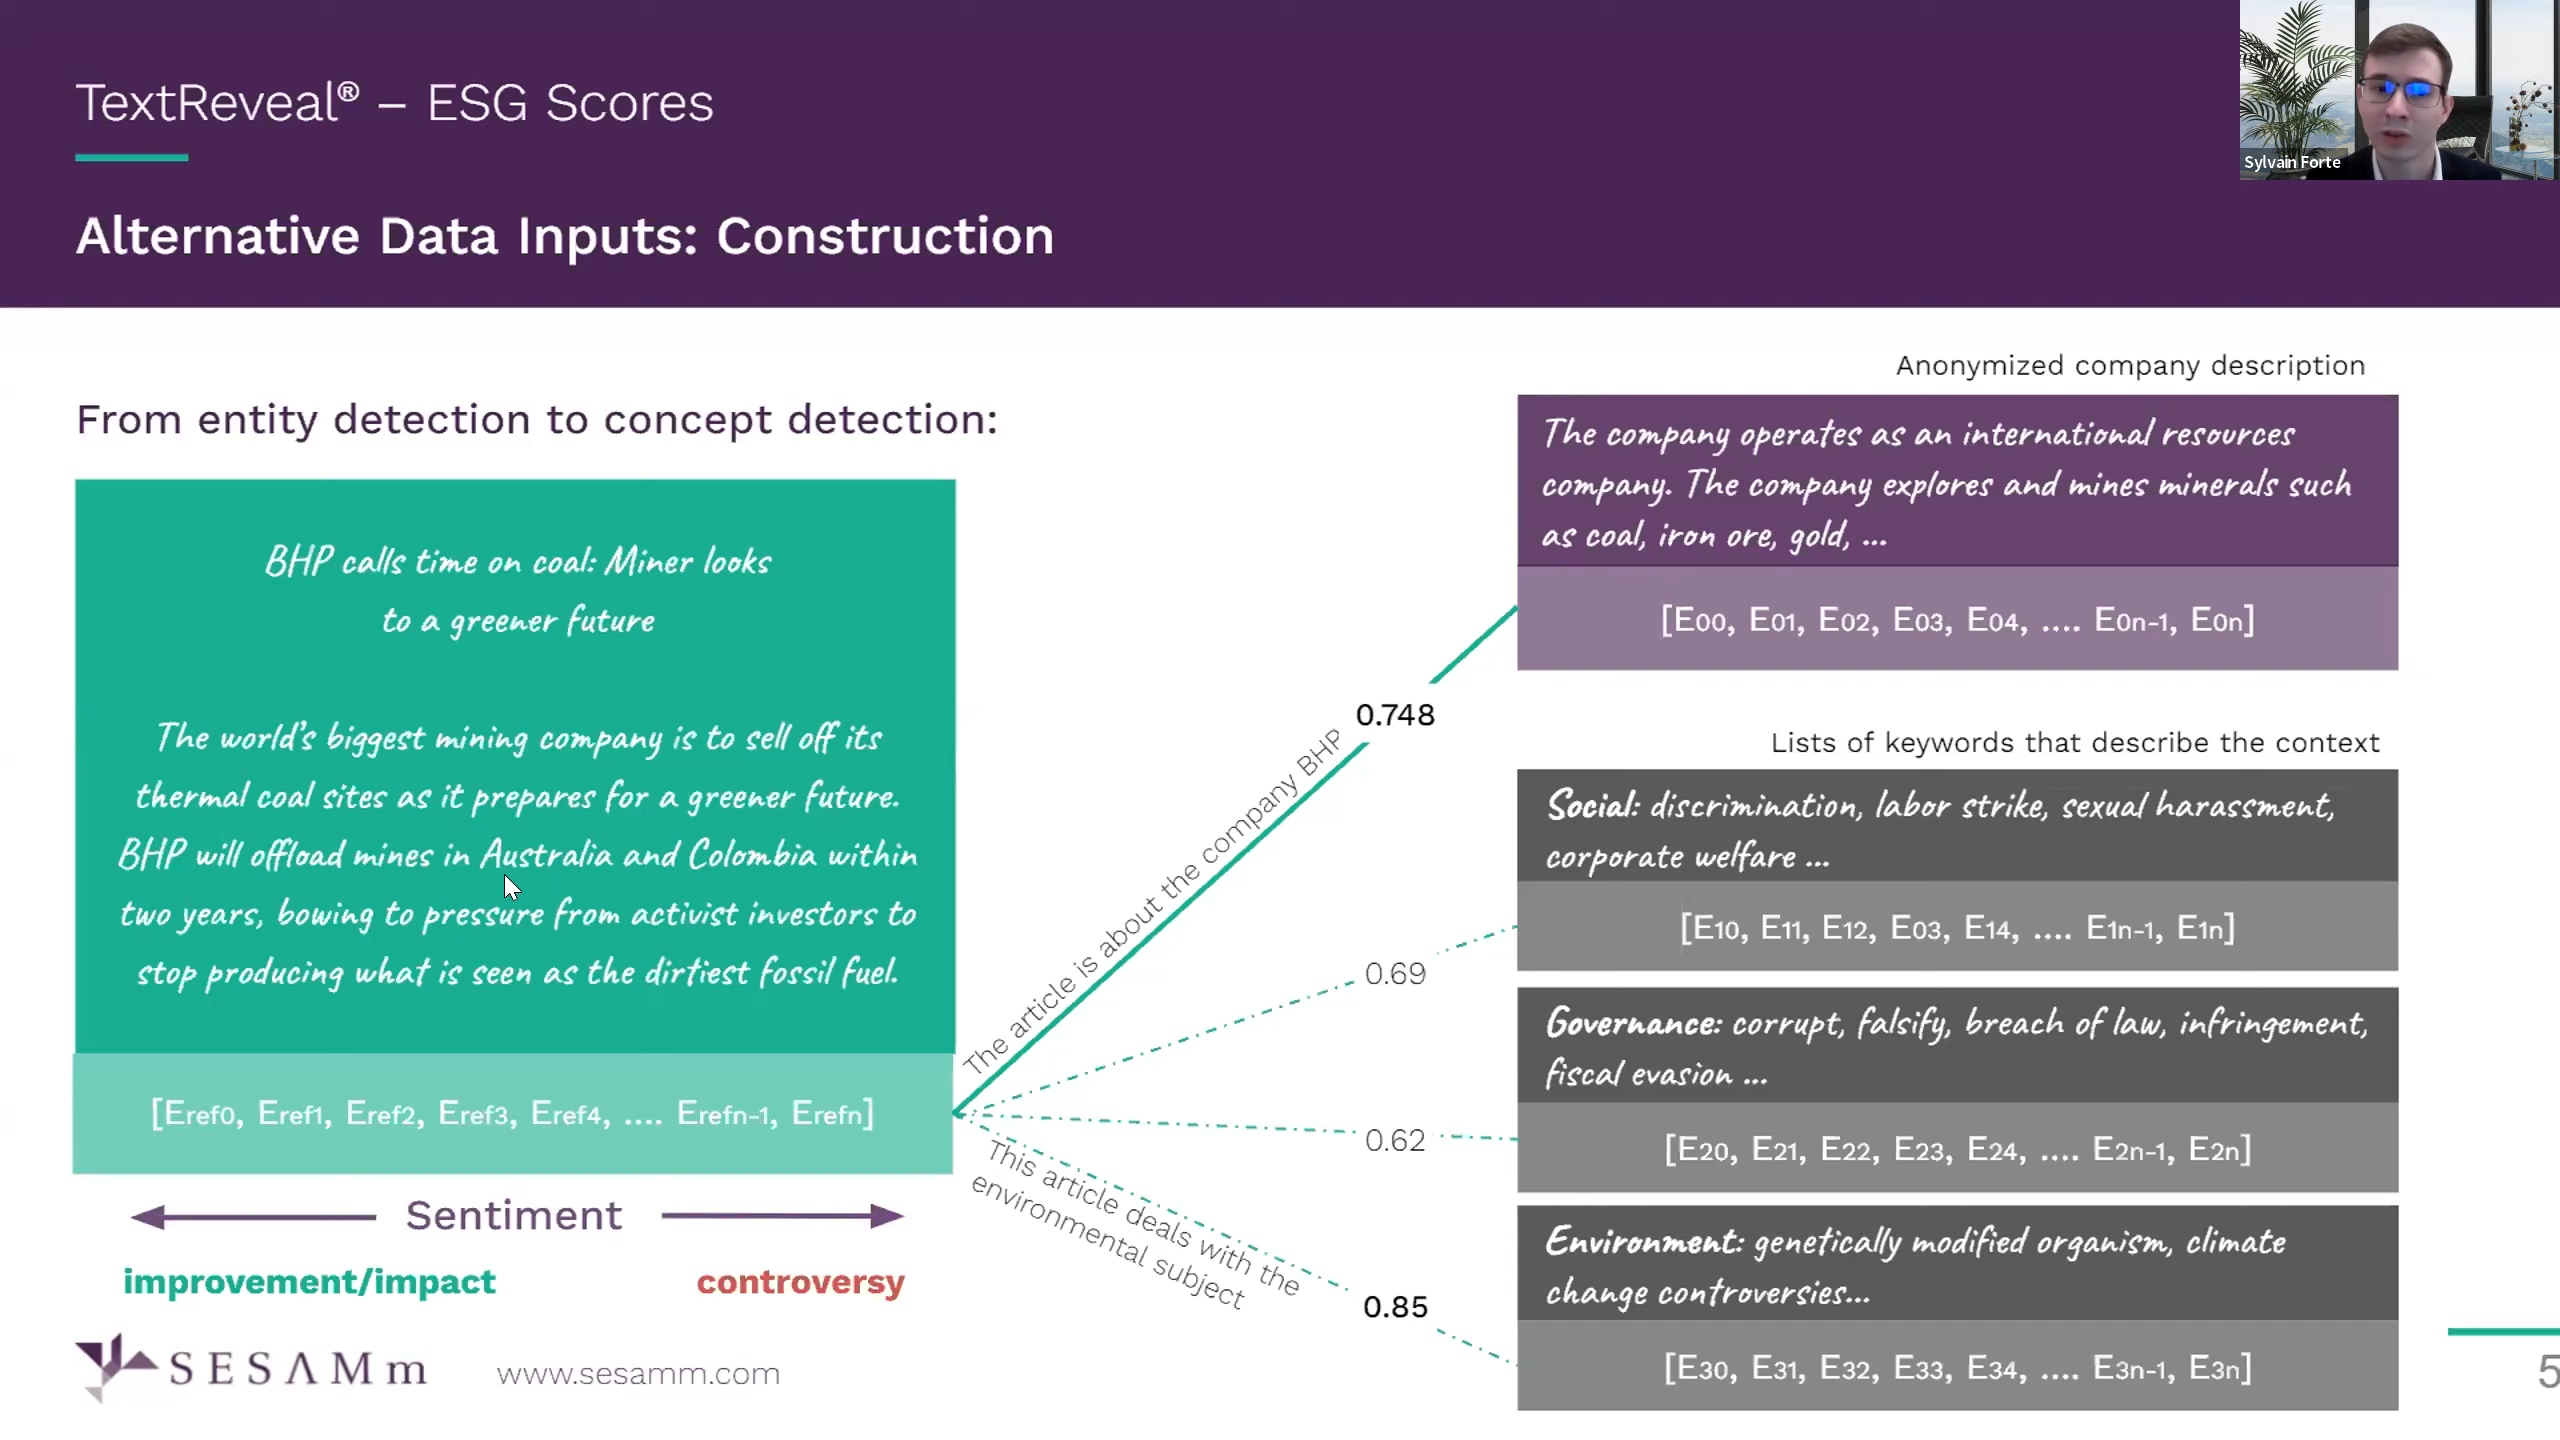 TextReveal® – ESG Scores
Alternative Data Inputs: Construction
Sylvain Forte
From entity detection to concept detection:
BHP calls time on coal: Miner looks
to a greener future
The world's biggest mining company is to sell off its
thermal coal sites as it prepares for a greener future.
BHP will offload mines in Australia and Colombia within
two years, bowing to pressure from activist investors to
stop producing what is seen as the dirtiest fossil fuel.
[Eref0, Eref1, Eref2, Eref3, Eref4, .... Erefn-1, Erefn]
Sentiment
improvement/impact
controversy
The article is about the company BHP
0.748
0.69
0.62
This article deals with the
environmental subject
0.85
Anonymized company description
The company operates as an international resources
company. The company explores and mines minerals such
as coal, iron ore, gold, ...
[E00, E01, E02, E03, E04, .... E0n-1, E0n]
Lists of keywords that describe the context
Social: discrimination, labor strike, sexual harassment,
corporate welfare ...
[E10, E11, E12, E03, E14, .... E1n-1, E1n]
Governance: corrupt, falsify, breach of law, infringement,
fiscal evasion ...
[E20, E21, E22, E23, E24, .... E2n-1, E2n]
Environment: genetically modified organism, climate
change controversies...
[E30, E31, E32, E33, E34, .... E3n-1, E3n]
SESΛMm
www.sesamm.com
5